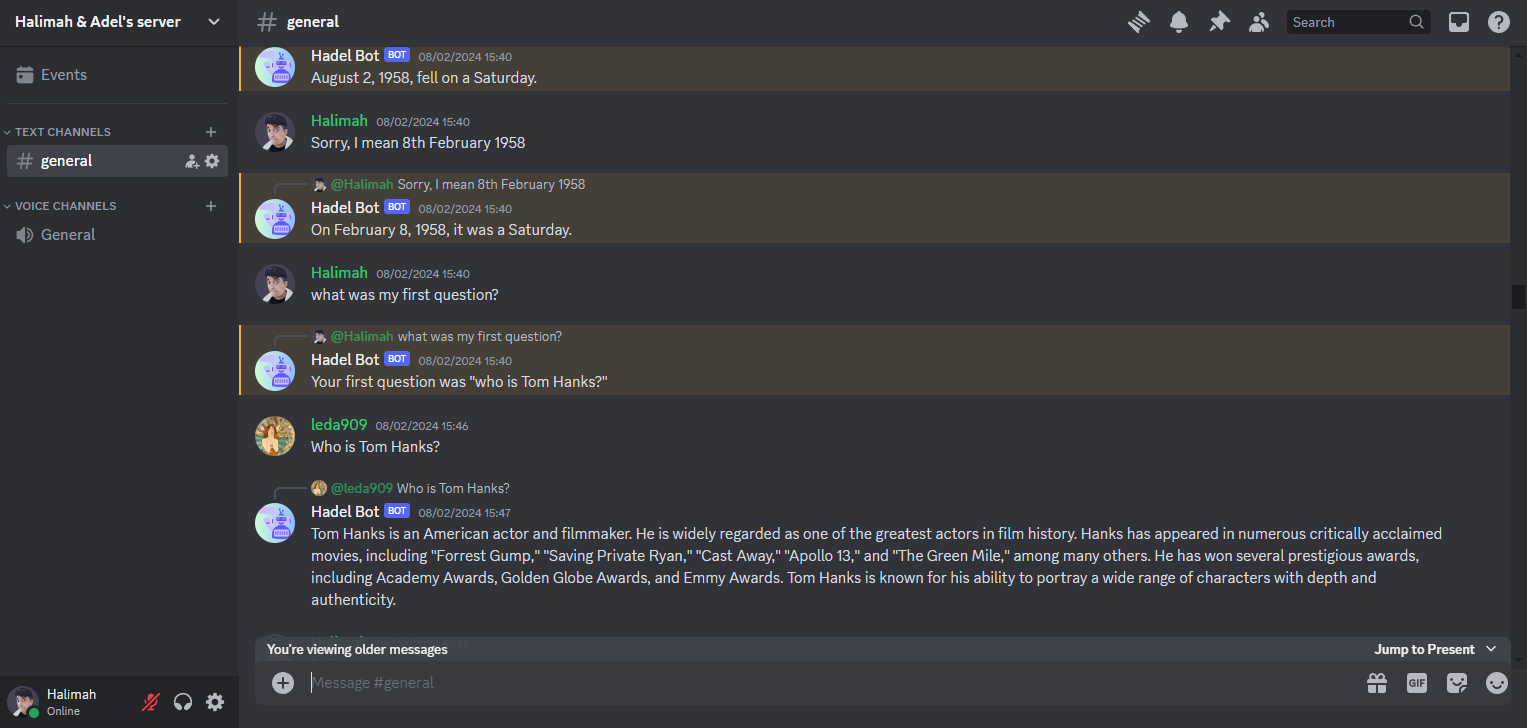 Halimah & Adel's server
Events
TEXT CHANNELS
general
VOICE CHANNELS
General
Halimah
Online
general
Search
Hadel Bot BOT 08/02/2024 15:40
August 2, 1958, fell on a Saturday.
Halimah 08/02/2024 15:40
Sorry, I mean 8th February 1958
@Halimah Sorry, I mean 8th February 1958
Hadel Bot BOT 08/02/2024 15:40
On February 8, 1958, it was a Saturday.
Halimah 08/02/2024 15:40
what was my first question?
@Halimah what was my first question?
Hadel Bot BOT 08/02/2024 15:40
Your first question was "who is Tom Hanks?"
leda909 08/02/2024 15:46
Who is Tom Hanks?
@leda909 Who is Tom Hanks?
Hadel Bot BOT 08/02/2024 15:47
Tom Hanks is an American actor and filmmaker. He is widely regarded as one of the greatest actors in film history. Hanks has appeared in numerous critically acclaimed
movies, including "Forrest Gump," "Saving Private Ryan," "Cast Away," "Apollo 13," and "The Green Mile," among many others. He has won several prestigious awards,
including Academy Awards, Golden Globe Awards, and Emmy Awards. Tom Hanks is known for his ability to portray a wide range of characters with depth and
authenticity.
You're viewing older messages
Jump to Present
Message #general
GIF